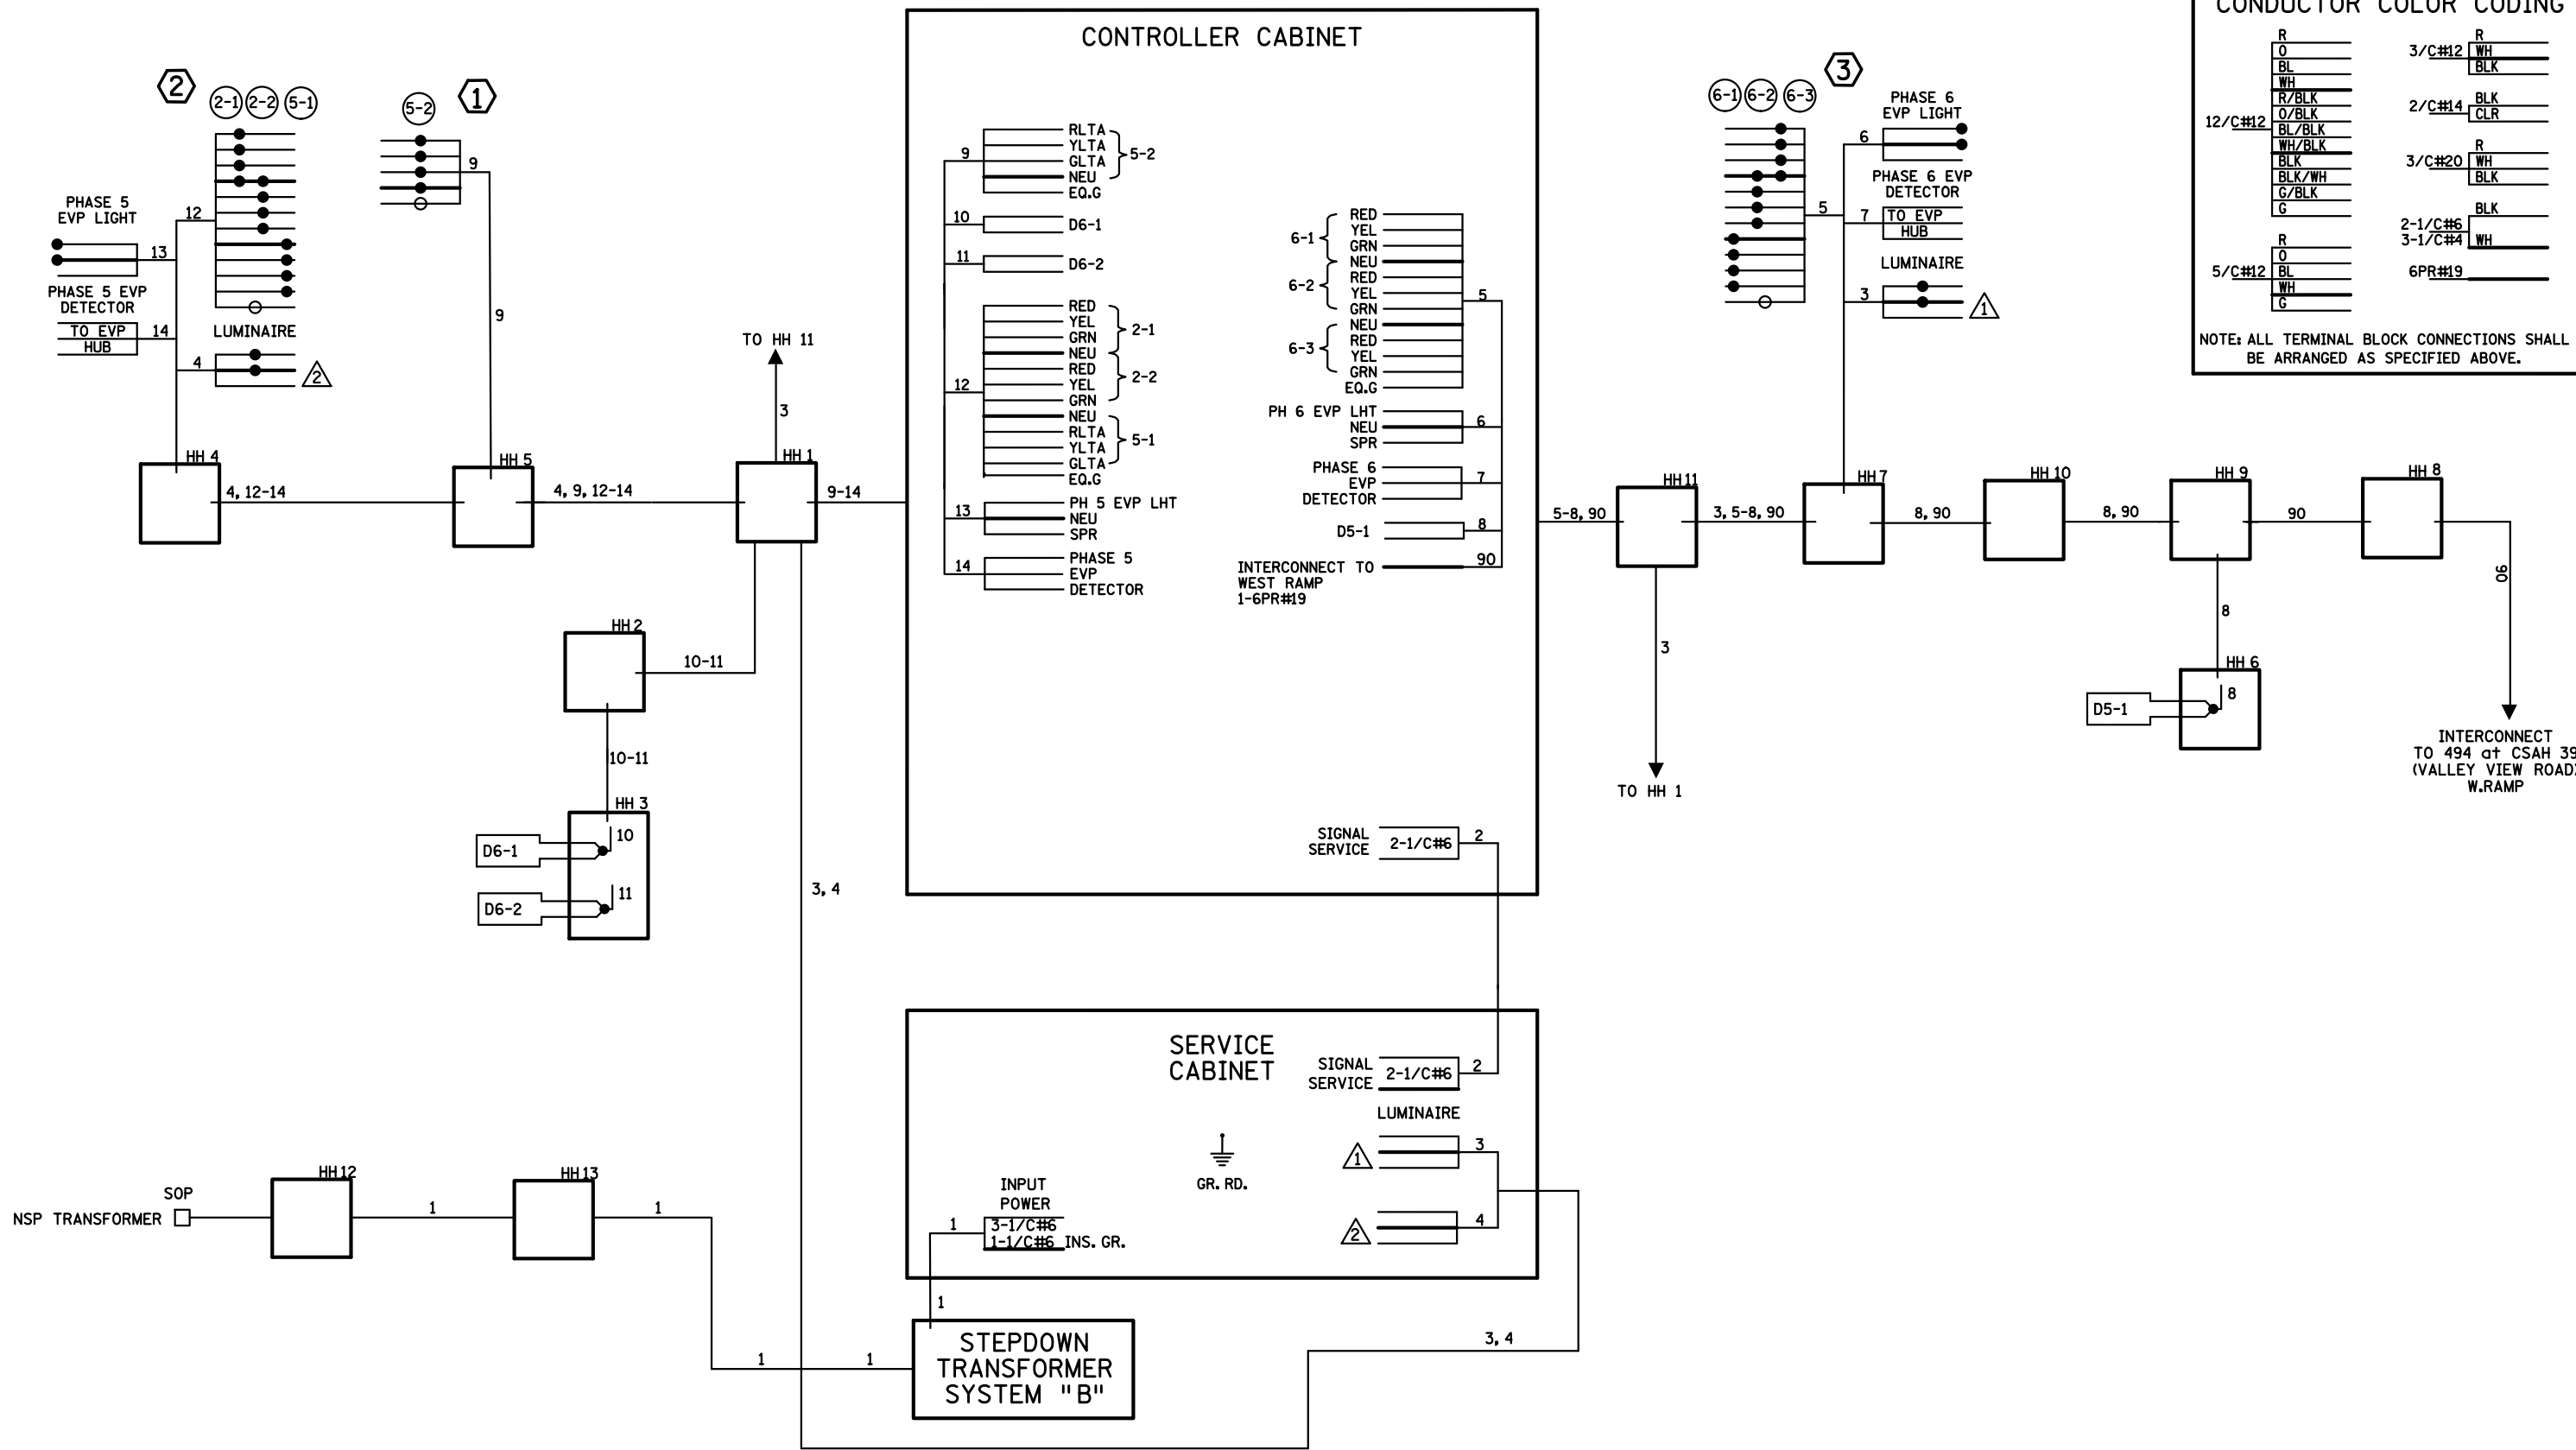 CONTROLLER CABINET
9
RLTA
YLTA
GLTA
NEU
EQ.G
5-2
10
D6-1
11
D6-2
12
RED
YEL
GRN
NEU
RED
YEL
GRN
NEU
RLTA
YLTA
GLTA
EQ.G
2-1
2-2
5-1
13
PH 5 EVP LHT
NEU
SPR
14
PHASE 5
EVP
DETECTOR
6-1
6-2
6-3
RED
YEL
GRN
NEU
RED
YEL
GRN
NEU
RED
YEL
GRN
EQ.G
5
PH 6 EVP LHT
NEU
SPR
6
PHASE 6
EVP
DETECTOR
7
D5-1
8
INTERCONNECT TO
WEST RAMP
1-6PR#19
90
SIGNAL
SERVICE
2-1/C#6
2
2
2-1 2-2 5-1
12
PHASE 5
EVP LIGHT
13
PHASE 5 EVP
DETECTOR
TO EVP
HUB
14
LUMINAIRE
4
2
5-2
1
9
9
TO HH 11
3
HH 4
4, 12-14
HH 5
4, 9, 12-14
HH 1
9-14
HH 2
10-11
10-11
HH 3
10
D6-1
11
D6-2
3, 4
6-1 6-2 6-3
3
5
PHASE 6
EVP LIGHT
6
PHASE 6 EVP
DETECTOR
7
TO EVP
HUB
LUMINAIRE
3
1
CONDUCTOR COLOR CODING
12/C#12
R
O
BL
WH
R/BLK
O/BLK
BL/BLK
WH/BLK
BLK
BLK/WH
G/BLK
G
5/C#12
R
O
BL
WH
G
3/C#12
R
WH
BLK
2/C#14
BLK
CLR
3/C#20
R
WH
BLK
2-1/C#6
3-1/C#4
BLK
WH
6PR#19
NOTE: ALL TERMINAL BLOCK CONNECTIONS SHALL
BE ARRANGED AS SPECIFIED ABOVE.
5-8, 90
HH 11
3, 5-8, 90
HH 7
8, 90
HH 10
8, 90
HH 9
90
HH 8
90
3
TO HH 1
8
HH 6
8
D5-1
INTERCONNECT
TO 494 at CSAH 39
(VALLEY VIEW ROAD)
W.RAMP
SERVICE
CABINET
SIGNAL
SERVICE
2-1/C#6
2
LUMINAIRE
1
3
2
4
GR. RD.
INPUT
POWER
1
3-1/C#6
1-1/C#6 INS. GR.
1
STEPDOWN
TRANSFORMER
SYSTEM "B"
3, 4
NSP TRANSFORMER
SOP
HH 12
1
HH 13
1
1
1